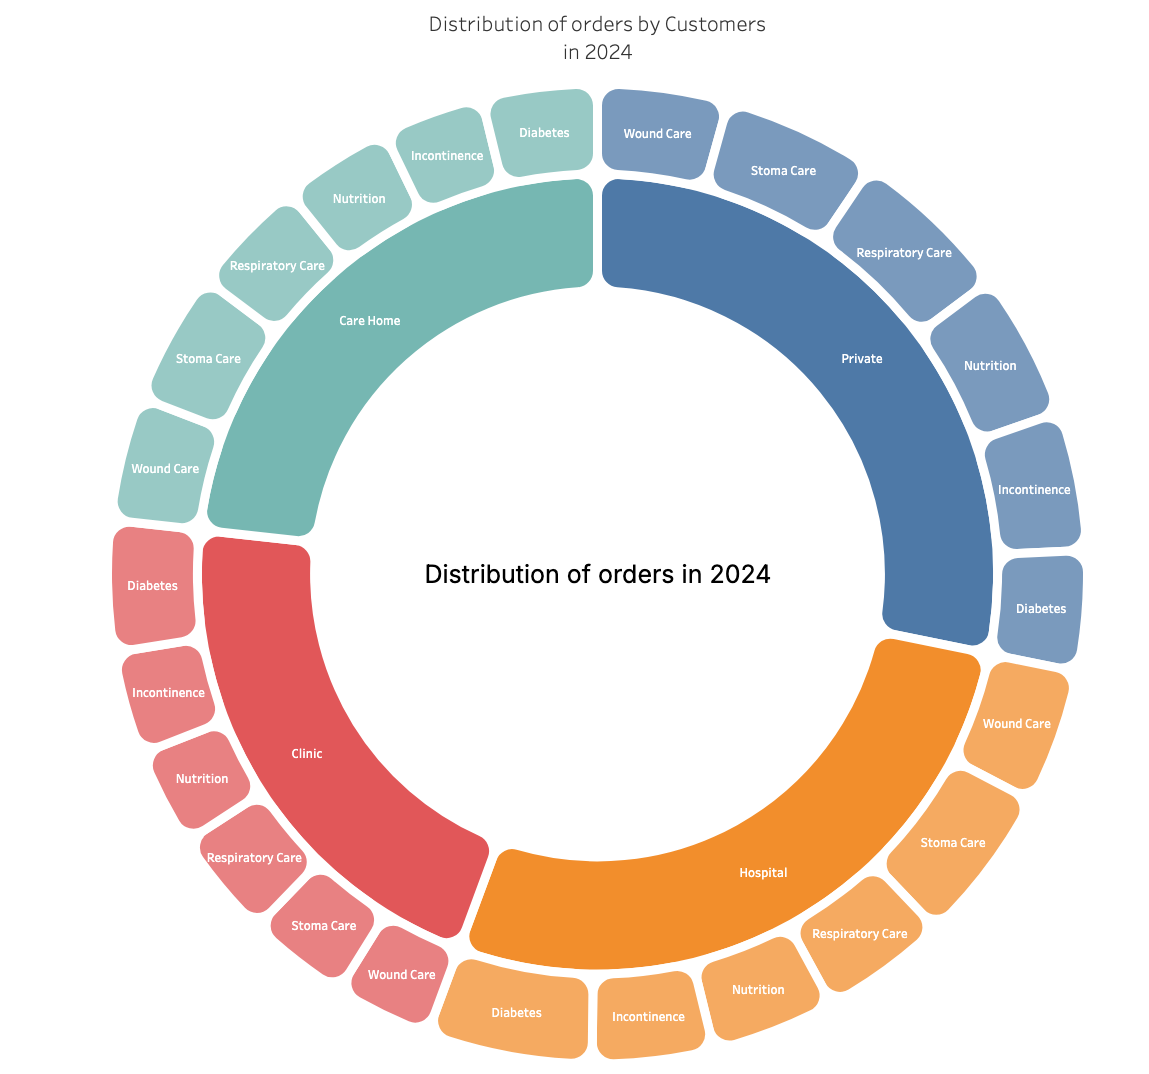 Distribution of orders by Customers
in 2024
Diabetes
Wound Care
Incontinence
Stoma Care
Nutrition
Respiratory Care
Respiratory Care
Care Home
Stoma Care
Private
Nutrition
Wound Care
Incontinence
Distribution of orders in 2024
Diabetes
Diabetes
Incontinence
Wound Care
Clinic
Nutrition
Stoma Care
Respiratory Care
Hospital
Stoma Care
Respiratory Care
Wound Care
Nutrition
Diabetes
Incontinence